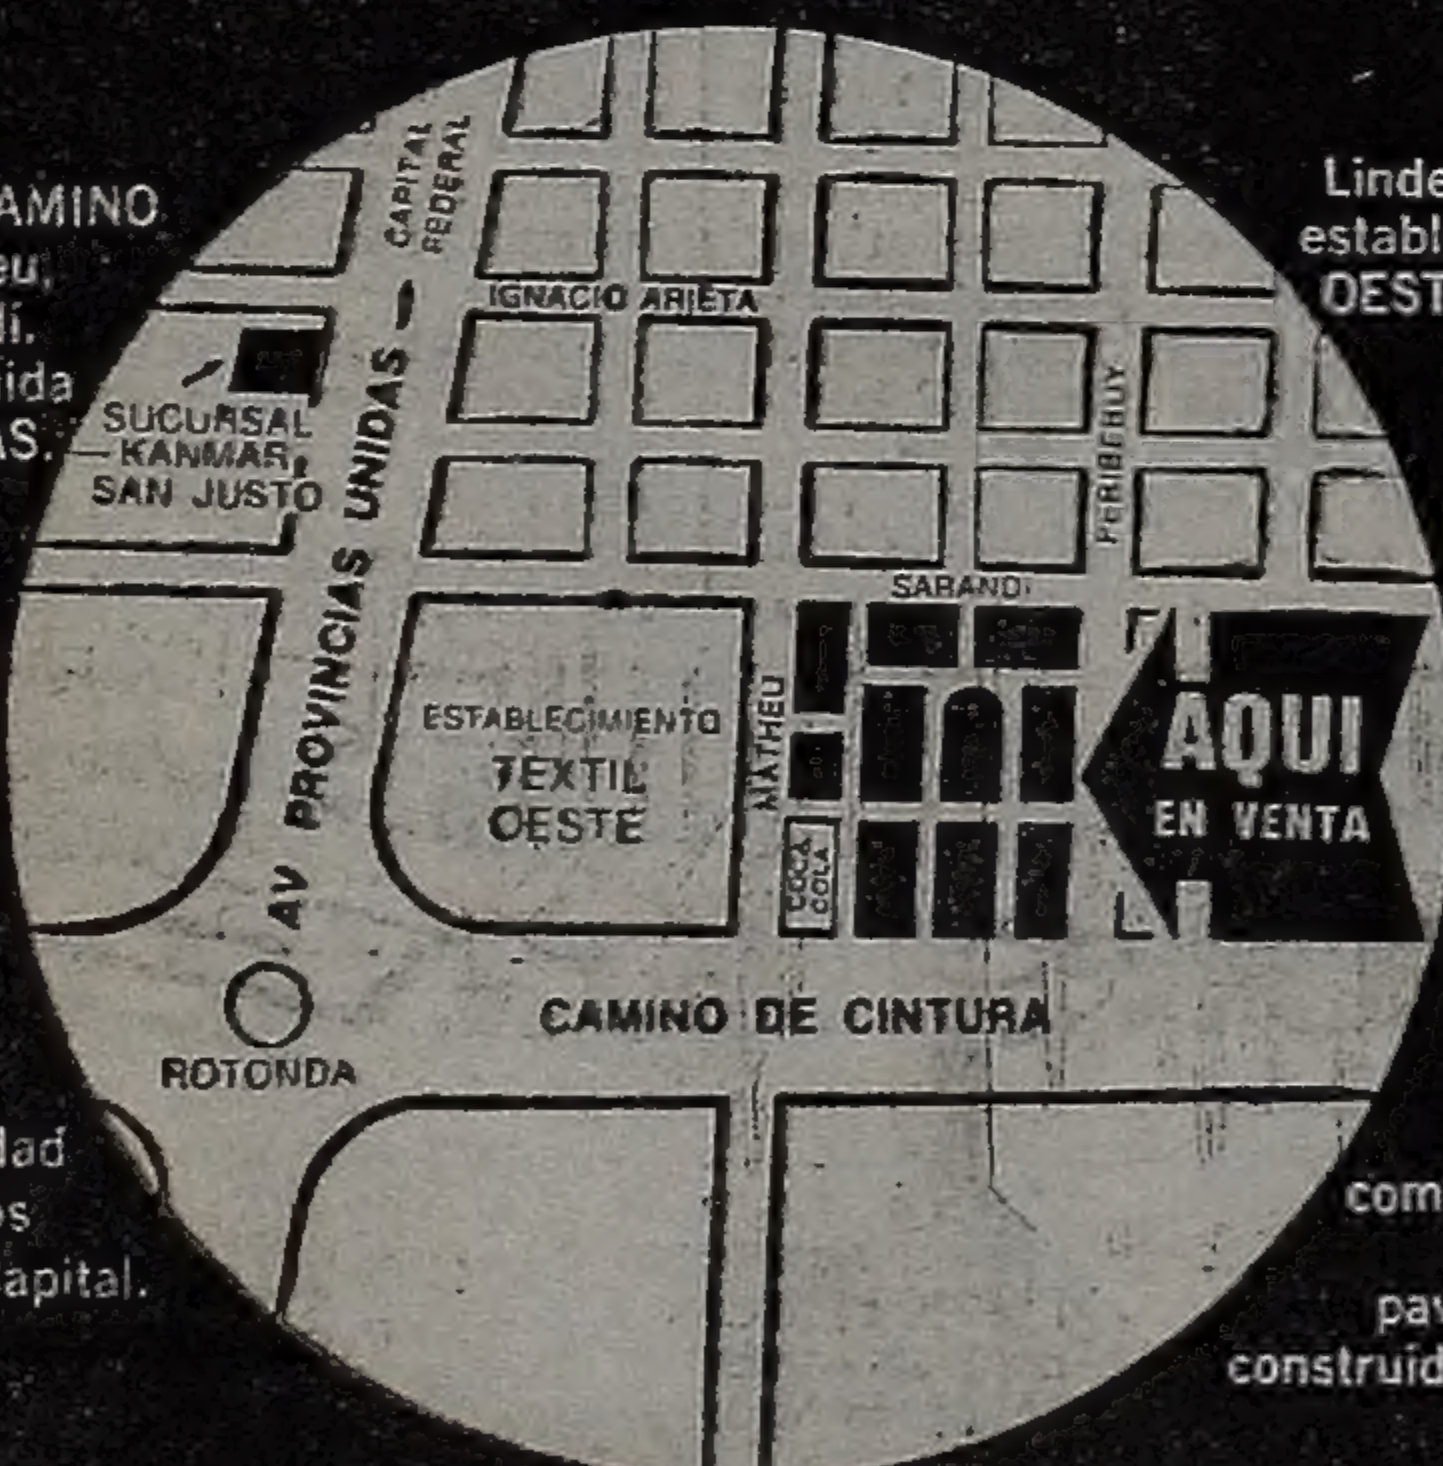 AMINO
eu,
lí.
ida
AS.
Linde
establ
OEST
CAPITAL
FEDERAL
IGNACIO ARIETA
SUCURSAL
KANMAR,
SAN JUSTO
AV PROVINCIAS UNIDAS
PERIBEBUY
SARANDI
ESTABLECIMIENTO
TEXTIL
OESTE
MATHEU
COCA
COLA
AQUI
EN VENTA
CAMINO DE CINTURA
ROTONDA
dad
os
apital.
com
pav
construid